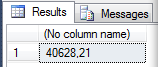 Results Messages
(No column name)
1 40628,21